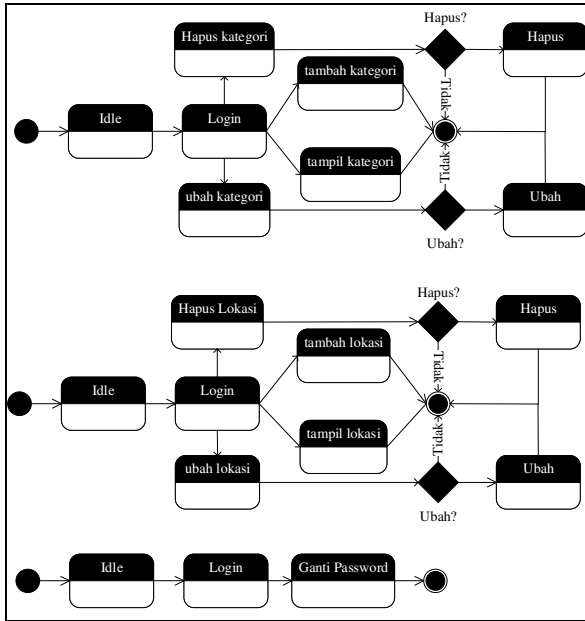 Hapus?
Hapus kategori
Hapus
tambah kategori
Tidak
Idle
Login
tampil kategori
Tidak
ubah kategori
Ubah
Ubah?
Hapus?
Hapus Lokasi
Hapus
tambah lokasi
Tidak
Idle
Login
tampil lokasi
Tidak
ubah lokasi
Ubah
Ubah?
Idle
Login
Ganti Password